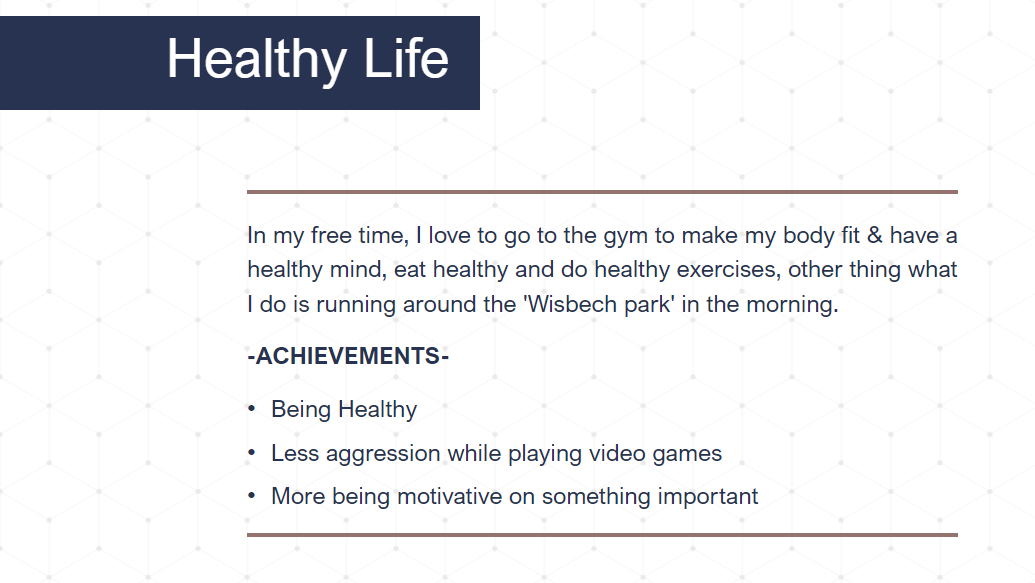 Healthy Life
In my free time, I love to go to the gym to make my body fit & have a
healthy mind, eat healthy and do healthy exercises, other thing what
I do is running around the 'Wisbech park' in the morning.
-ACHIEVEMENTS-
• Being Healthy
• Less aggression while playing video games
• More being motivative on something important